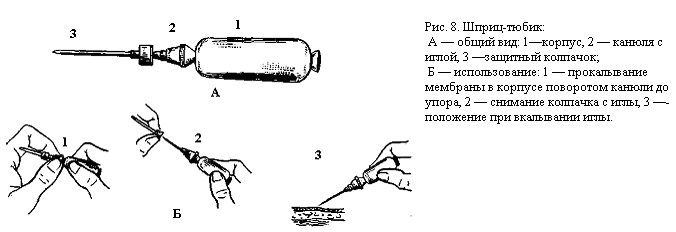 3
2
1
А
Рис. 8. Шприц-тюбик:
А — общий вид: 1—корпус, 2 — канюля с
иглой, 3 —защитный колпачок;
Б — использование: 1 — прокалывание
мембраны в корпусе поворотом канюли до
упора, 2 — снимание колпачка с иглы, 3 —-
положение при вкалывании иглы.
1
2
3
Б